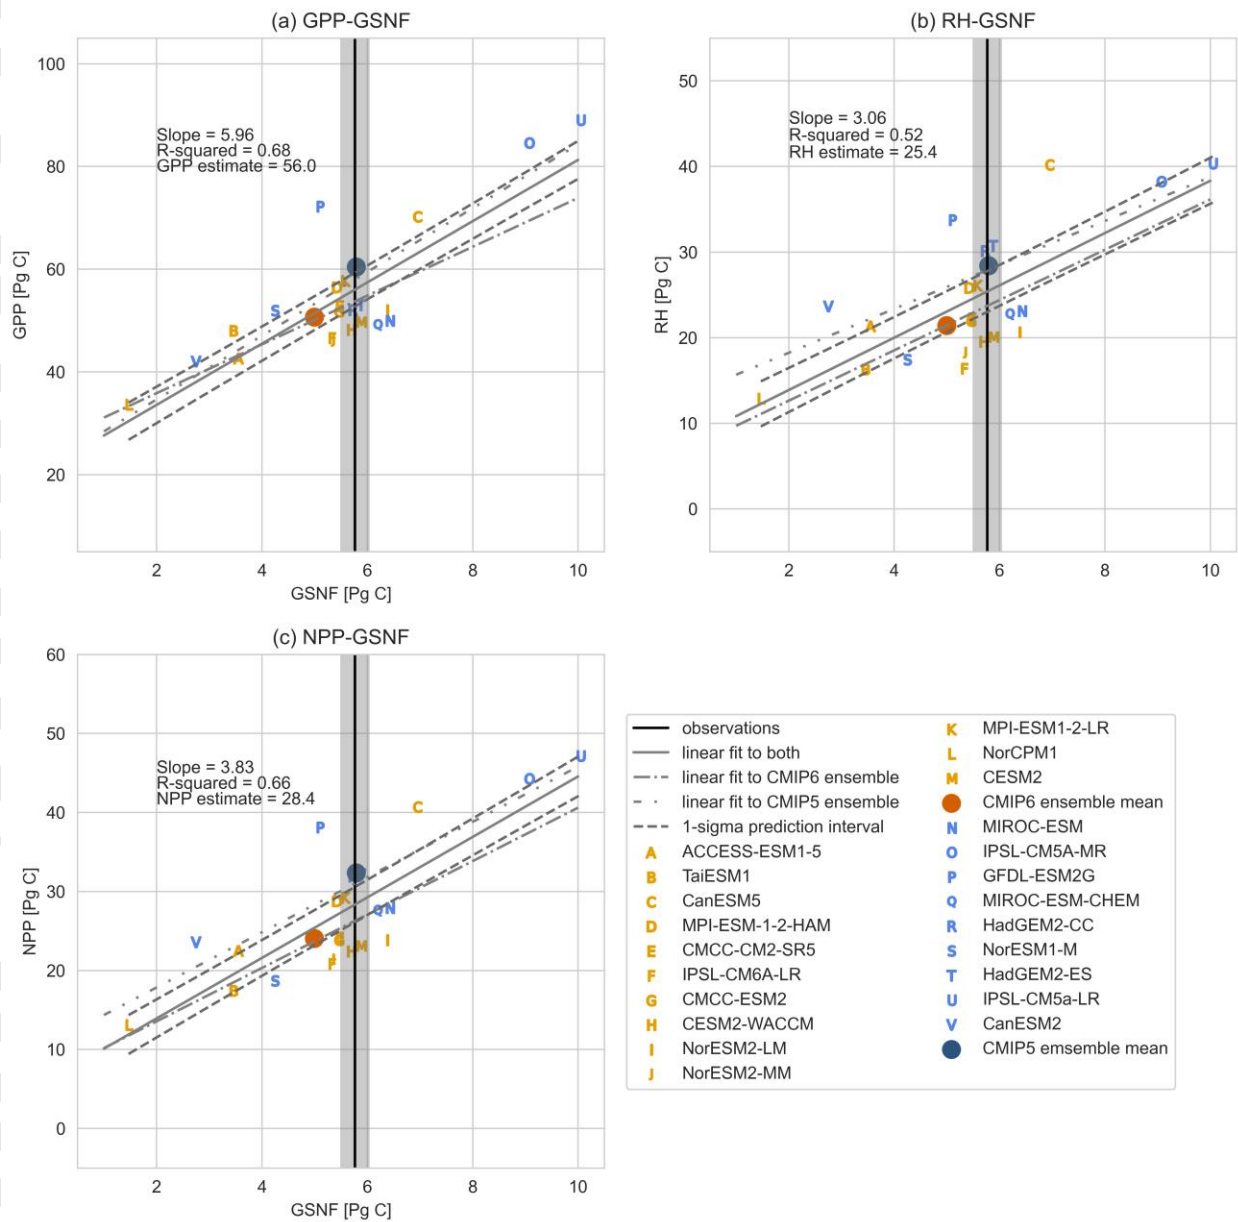 (a) GPP-GSNF
100
80
60
40
20
GPP [Pg C]
Slope = 5.96
R-squared = 0.68
GPP estimate = 56.0
U
O
P
C
K
D
S
E
I
N
Q
M
H
B
F
J
V
A
L
2 4 6 8 10
GSNF [Pg C]
(b) RH-GSNF
50
40
30
20
10
0
RH [Pg C]
Slope = 3.06
R-squared = 0.52
RH estimate = 25.4
C
U
O
P
T
R
D
K
V
Q
N
A
G
I
H
M
J
S
B
F
L
2 4 6 8 10
(c) NPP-GSNF
60
50
40
30
20
10
0
NPP [Pg C]
Slope = 3.83
R-squared = 0.66
NPP estimate = 28.4
U
O
C
P
D
K
Q
N
V
G
I
A
H
M
J
F
S
B
L
2 4 6 8 10
GSNF [Pg C]
observations
linear fit to both
linear fit to CMIP6 ensemble
linear fit to CMIP5 ensemble
1-sigma prediction interval
A ACCESS-ESM1-5
B TaiESM1
C CanESM5
D MPI-ESM-1-2-HAM
E CMCC-CM2-SR5
F IPSL-CM6A-LR
G CMCC-ESM2
H CESM2-WACCM
I NorESM2-LM
J NorESM2-MM
K MPI-ESM1-2-LR
L NorCPM1
M CESM2
CMIP6 ensemble mean
N MIROC-ESM
O IPSL-CM5A-MR
P GFDL-ESM2G
Q MIROC-ESM-CHEM
R HadGEM2-CC
S NorESM1-M
T HadGEM2-ES
U IPSL-CM5a-LR
V CanESM2
CMIP5 emsemble mean